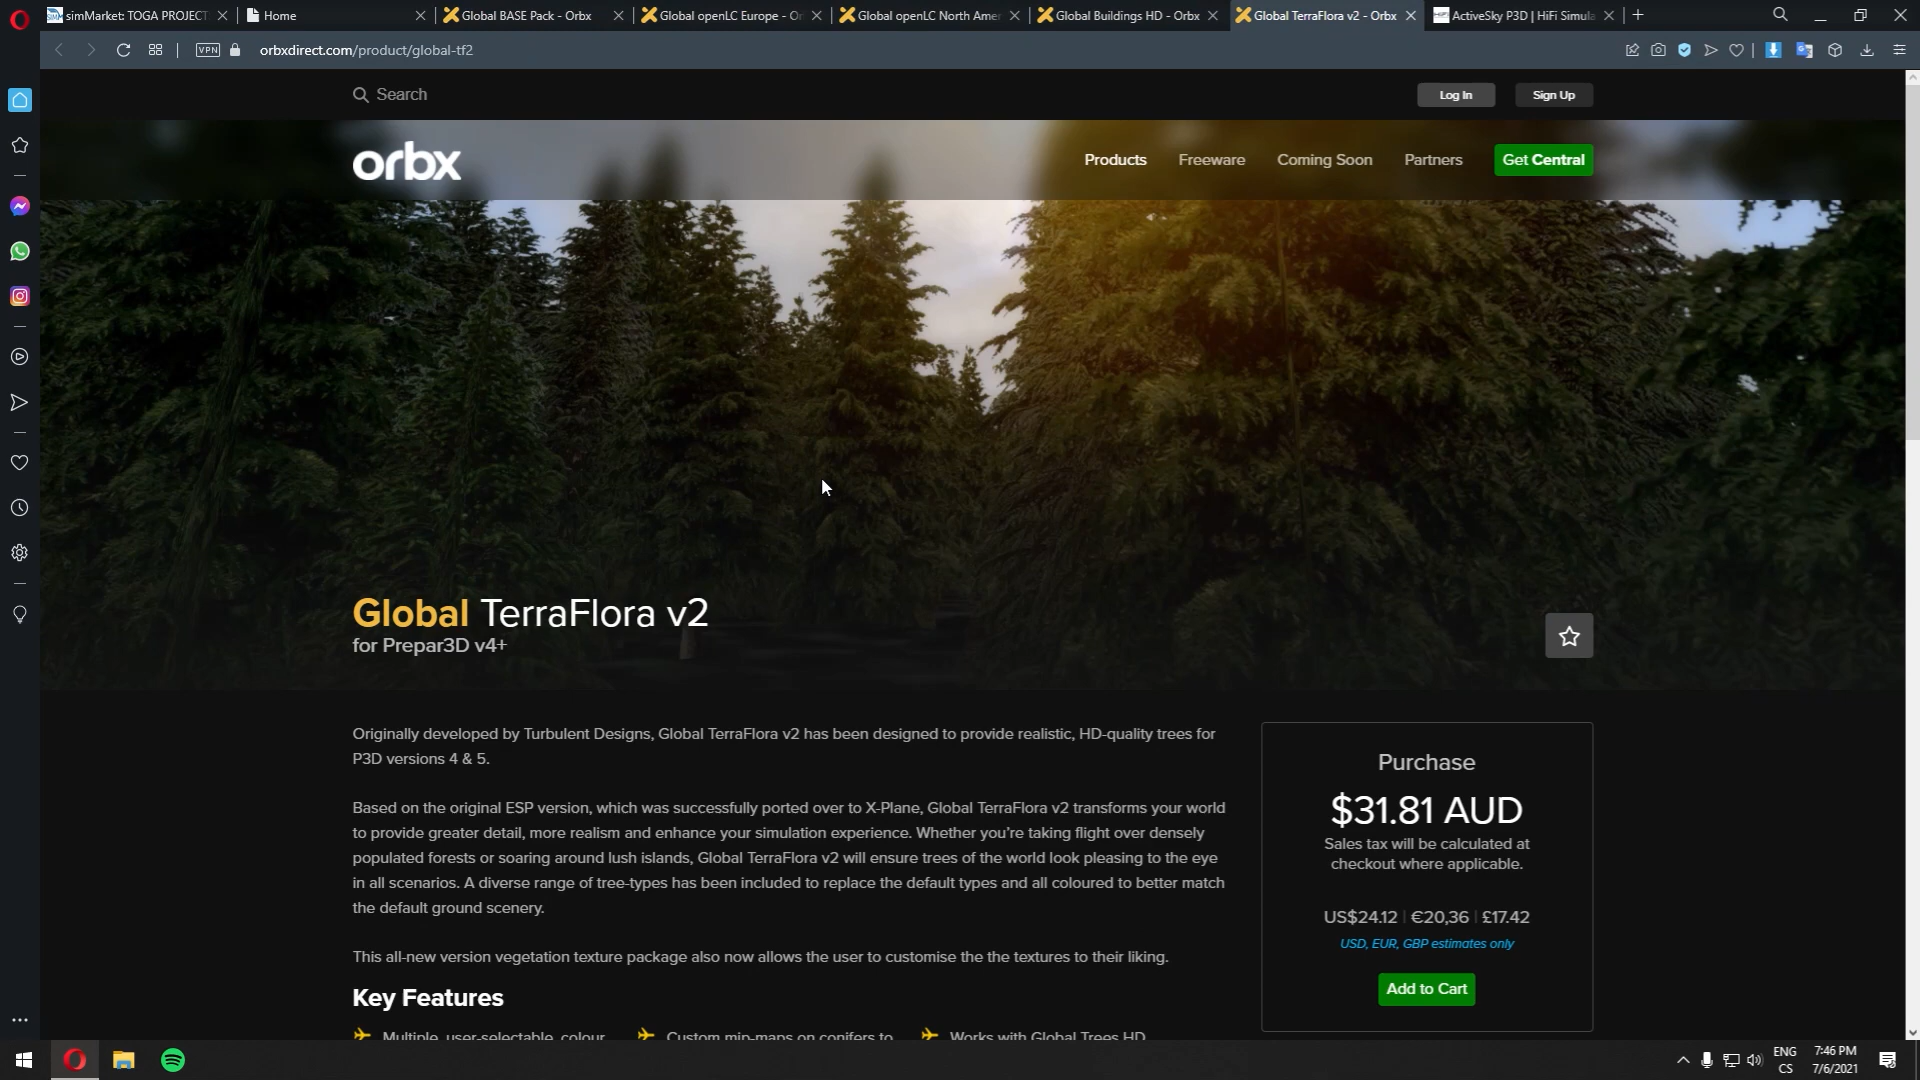 simMarket: TOGA PROJECT
Home
Global BASE Pack - Orbx
Global openLC Europe - Or
Global openLC North Amer
Global Buildings HD - Orbx
Global TerraFlora v2 - Orbx
ActiveSky P3D | HiFi Simula
VPN
orbxdirect.com/product/global-tf2
Search
Log In
Sign Up
orbx
Products
Freeware
Coming Soon
Partners
Get Central
Global TerraFlora v2
for Prepar3D v4+
Originally developed by Turbulent Designs, Global TerraFlora v2 has been designed to provide realistic, HD-quality trees for
P3D versions 4 & 5.
Based on the original ESP version, which was successfully ported over to X-Plane, Global TerraFlora v2 transforms your world
to provide greater detail, more realism and enhance your simulation experience. Whether you're taking flight over densely
populated forests or soaring around lush islands, Global TerraFlora v2 will ensure trees of the world look pleasing to the eye
in all scenarios. A diverse range of tree-types has been included to replace the default types and all coloured to better match
the default ground scenery.
This all-new version vegetation texture package also now allows the user to customise the the textures to their liking.
Key Features
Multiple, user-selectable, colour
Custom mip-maps on conifers to
Works with Global Trees HD
Purchase
$31.81 AUD
Sales tax will be calculated at
checkout where applicable.
US$24.12 | €20,36 | £17.42
USD, EUR, GBP estimates only
Add to Cart
ENG
CS
7:46 PM
7/6/2021